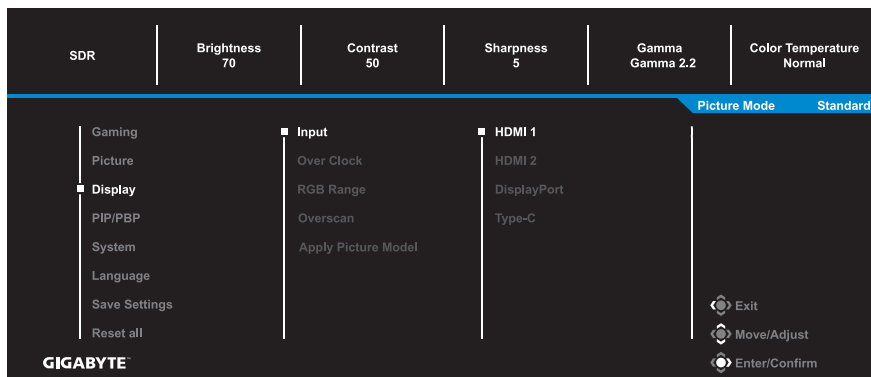 SDR
Brightness
70
Contrast
50
Sharpness
5
Gamma
Gamma 2.2
Color Temperature
Normal
Picture Mode Standard
Gaming
Picture
Display
PIP/PBP
System
Language
Save Settings
Reset all
Input
Over Clock
RGB Range
Overscan
Apply Picture Model
HDMI 1
HDMI 2
DisplayPort
Type-C
Exit
Move/Adjust
Enter/Confirm
GIGABYTE™